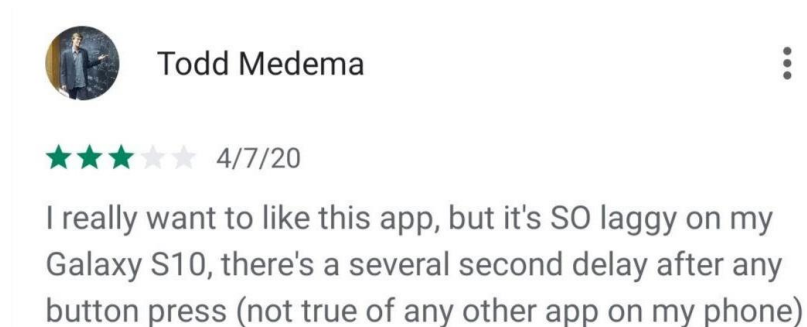 Todd Medema
4/7/20
I really want to like this app, but it's SO laggy on my
Galaxy S10, there's a several second delay after any
button press (not true of any other app on my phone)